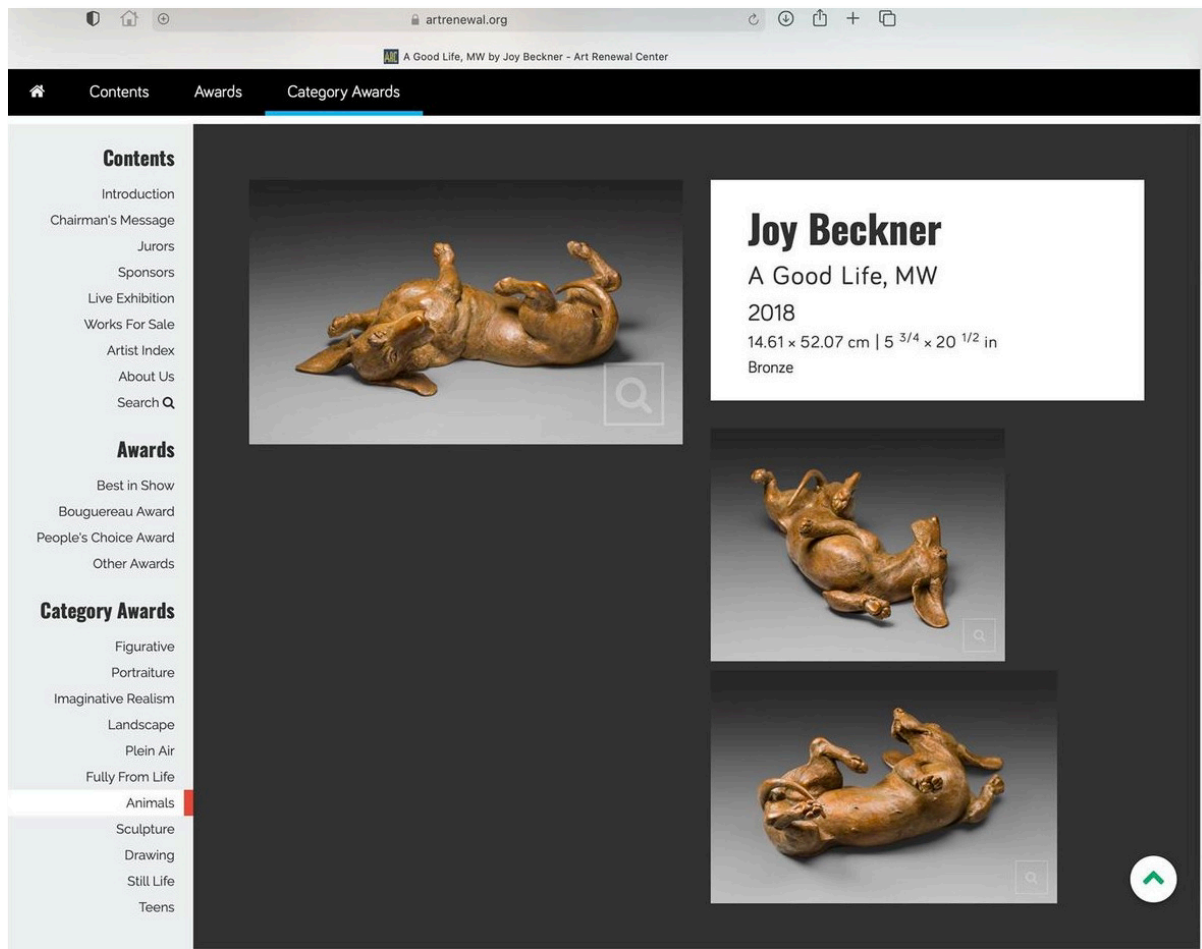 artrenewal.org
ARC A Good Life, MW by Joy Beckner - Art Renewal Center
Contents Awards Category Awards
Contents
Introduction
Chairman's Message
Jurors
Sponsors
Live Exhibition
Works For Sale
Artist Index
About Us
Search
Awards
Best in Show
Bouguereau Award
People's Choice Award
Other Awards
Category Awards
Figurative
Portraiture
Imaginative Realism
Landscape
Plein Air
Fully From Life
Animals
Sculpture
Drawing
Still Life
Teens
Joy Beckner
A Good Life, MW
2018
14.61 × 52.07 cm | 5 3/4 × 20 1/2 in
Bronze